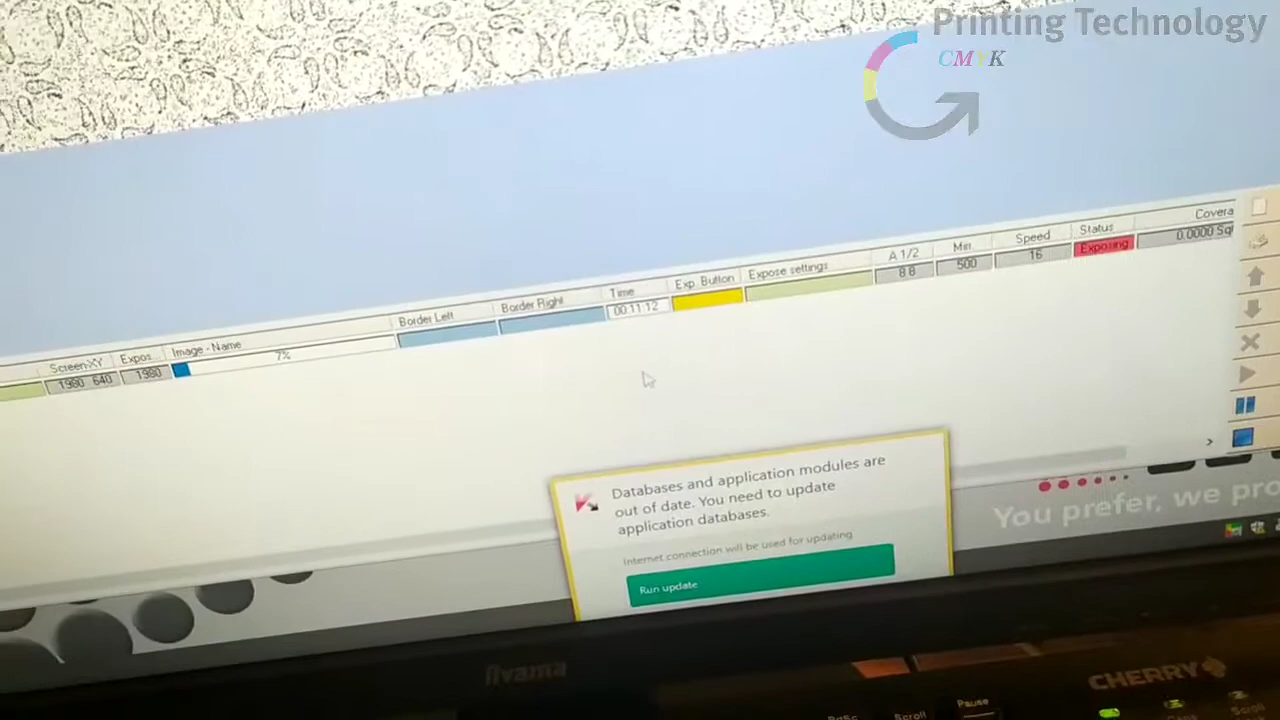 Printing Technology
CMYK
Screen-XY Expos Image - Name Border Left Border Right Time Exp. Button Expose settings A 1/2 Min Speed Status Covera
1980 640 1980 7% 00:11:12 8 8 500 16 Exposing 0.0000 Sq
Databases and application modules are
out of date. You need to update
application databases.
Internet connection will be used for updating
Run update
You prefer, we pro
iiyama
CHERRY
Pause
Scroll
Scroll